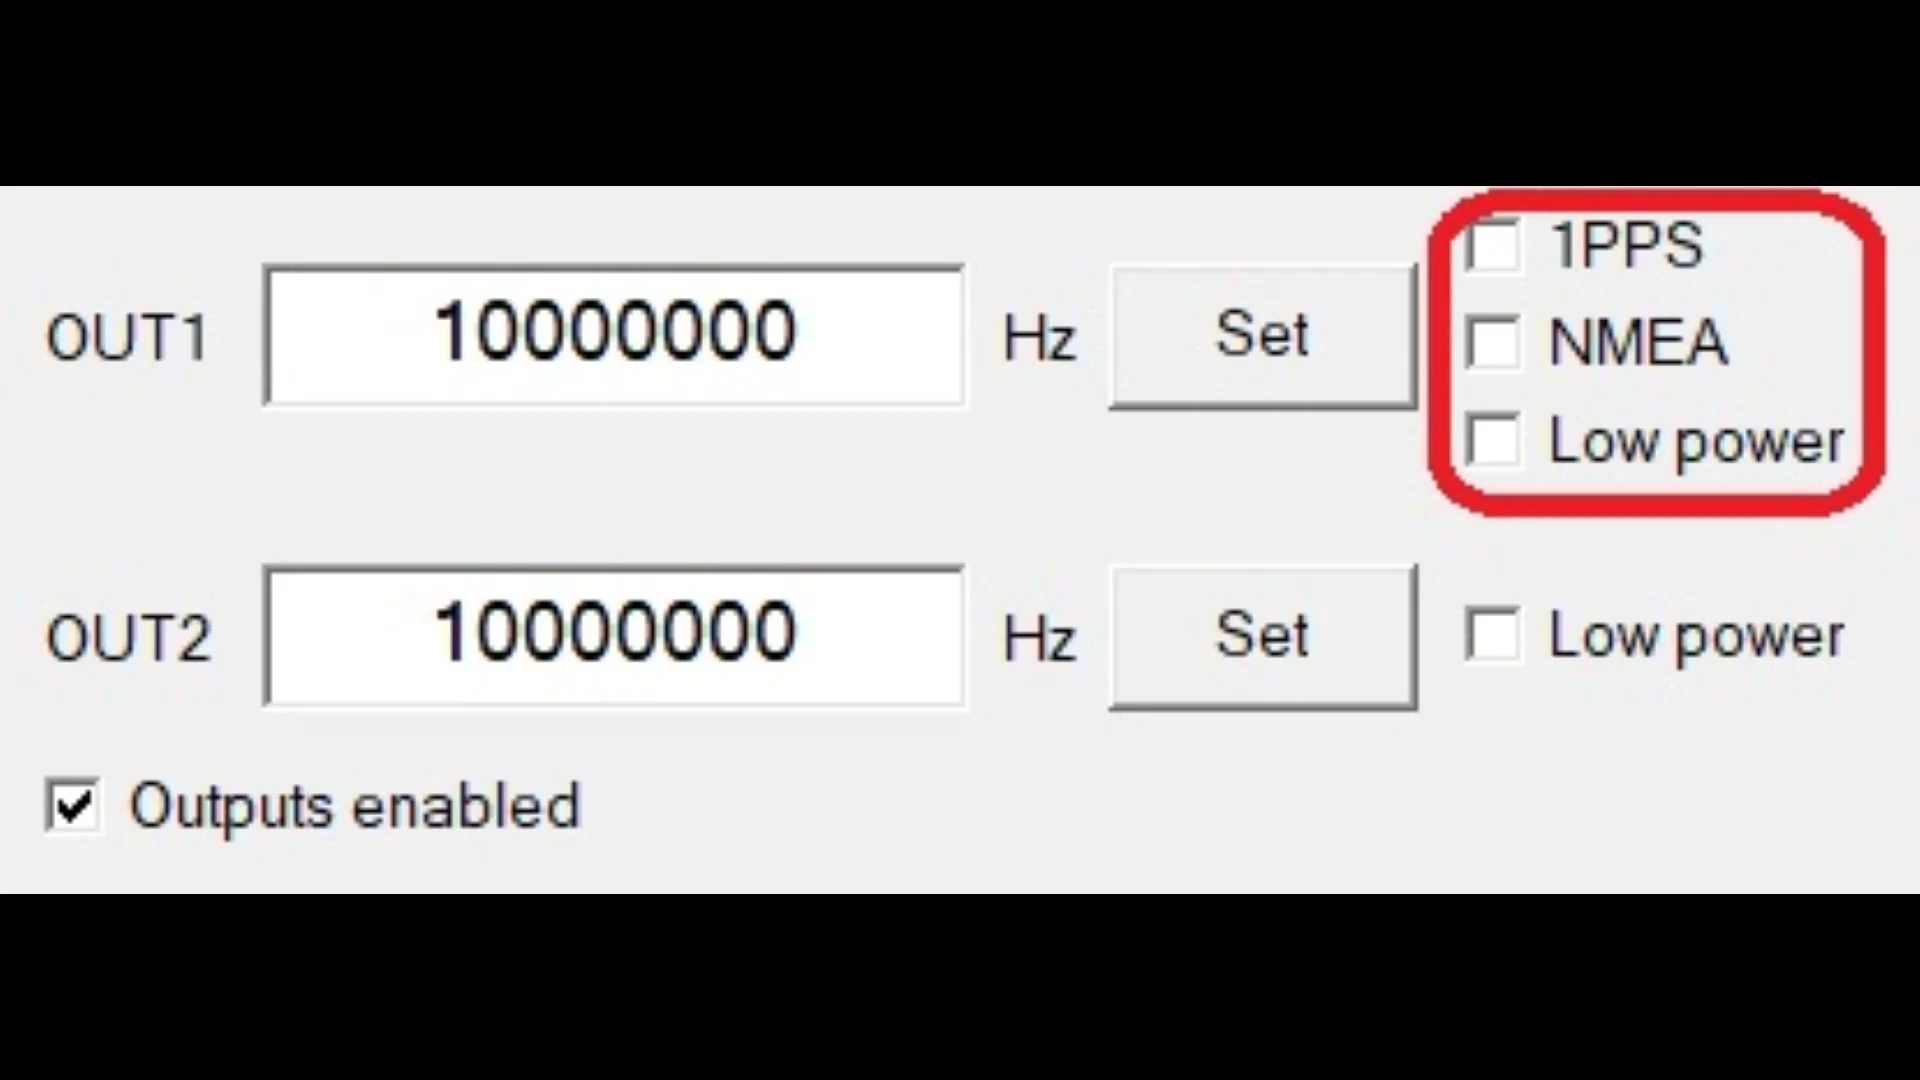 1PPS
OUT1 10000000 Hz Set NMEA
Low power
OUT2 10000000 Hz Set Low power
Outputs enabled